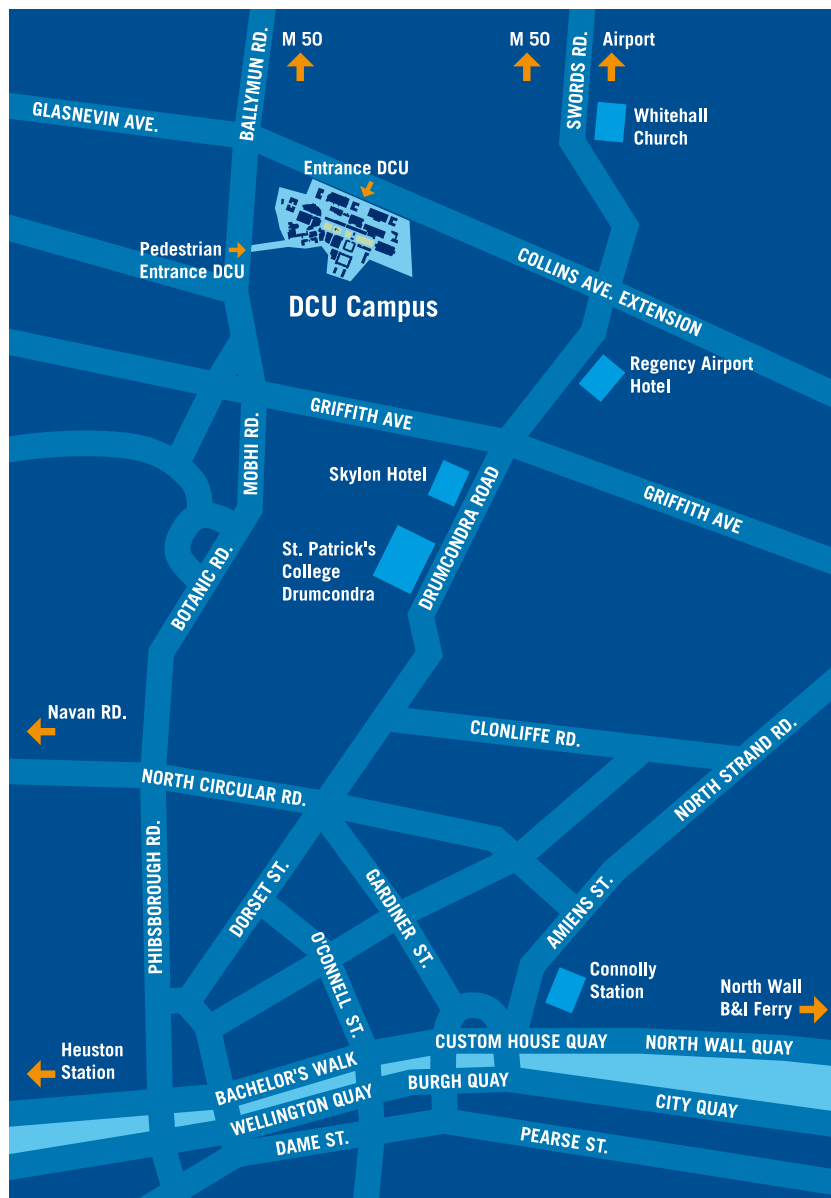 M 50
M 50
Airport
BALLYMUN RD.
SWORDS RD.
GLASNEVIN AVE.
Whitehall
Church
Entrance DCU
Pedestrian
Entrance DCU
COLLINS AVE. EXTENSION
DCU Campus
Regency Airport
Hotel
GRIFFITH AVE
MOBHI RD.
Skylon Hotel
GRIFFITH AVE
DRUMCONDRA ROAD
St. Patrick's
College
Drumcondra
BOTANIC RD.
Navan RD.
CLONLIFFE RD.
NORTH STRAND RD.
NORTH CIRCULAR RD.
PHIBSBOROUGH RD.
DORSET ST.
GARDINER ST.
AMIENS ST.
O'CONNELL ST.
Connolly
Station
North Wall
B&I Ferry
Heuston
Station
CUSTOM HOUSE QUAY
NORTH WALL QUAY
BACHELOR'S WALK
WELLINGTON QUAY
BURGH QUAY
CITY QUAY
DAME ST.
PEARSE ST.